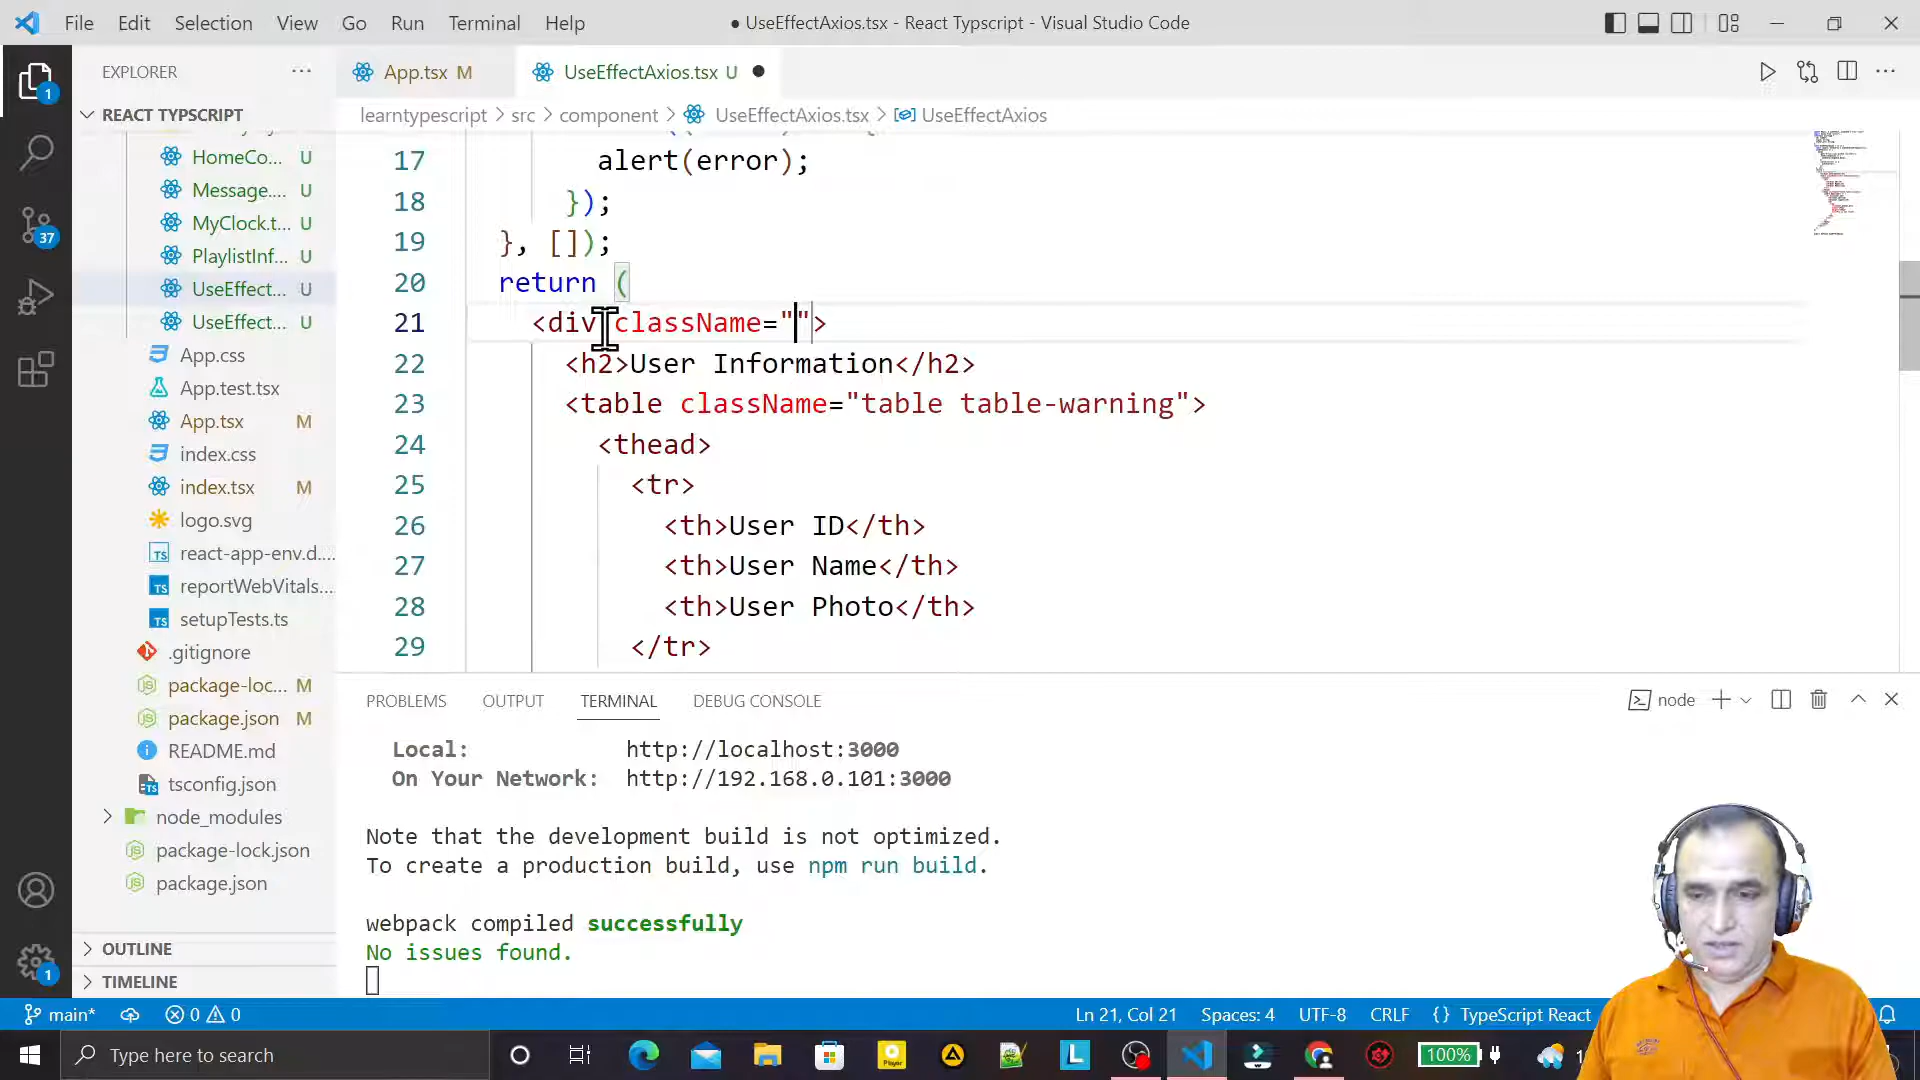 File Edit Selection View Go Run Terminal Help
● UseEffectAxios.tsx - React Typscript - Visual Studio Code
EXPLORER
App.tsx M
UseEffectAxios.tsx U
REACT TYPSCRIPT
learntypescript > src > component > UseEffectAxios.tsx > UseEffectAxios
HomeCo... U
Message.... U
MyClock.t... U
PlaylistInf... U
UseEffect... U
UseEffect... U
App.css
App.test.tsx
App.tsx M
index.css
index.tsx M
logo.svg
react-app-env.d....
reportWebVitals...
setupTests.ts
.gitignore
package-loc... M
package.json M
README.md
tsconfig.json
node_modules
package-lock.json
package.json
OUTLINE
TIMELINE
1
37
1
17 alert(error);
18 });
19 }, []);
20 return (
21 <div className="">
22 <h2>User Information</h2>
23 <table className="table table-warning">
24 <thead>
25 <tr>
26 <th>User ID</th>
27 <th>User Name</th>
28 <th>User Photo</th>
29 </tr>
PROBLEMS OUTPUT TERMINAL DEBUG CONSOLE
node
Local: http://localhost:3000
On Your Network: http://192.168.0.101:3000
Note that the development build is not optimized.
To create a production build, use npm run build.
webpack compiled successfully
No issues found.
main* 0 0
Ln 21, Col 21 Spaces: 4 UTF-8 CRLF {} TypeScript React
Type here to search
100%